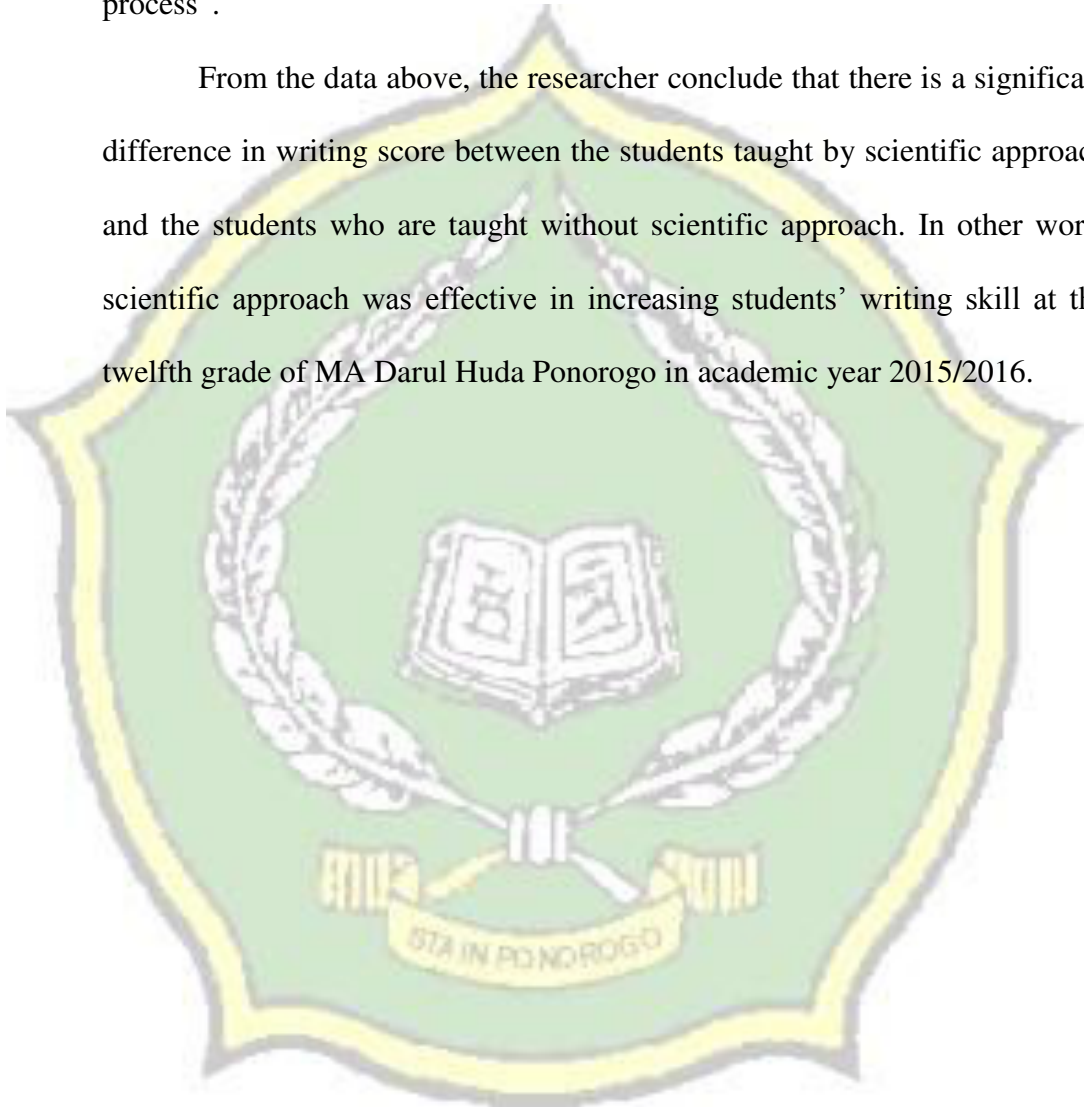 process".
From the data above, the researcher conclude that there is a significa
difference in writing score between the students taught by scientific approac
and the students who are taught without scientific approach. In other wor
scientific approach was effective in increasing students' writing skill at th
twelfth grade of MA Darul Huda Ponorogo in academic year 2015/2016.
STAIN PONOROGO